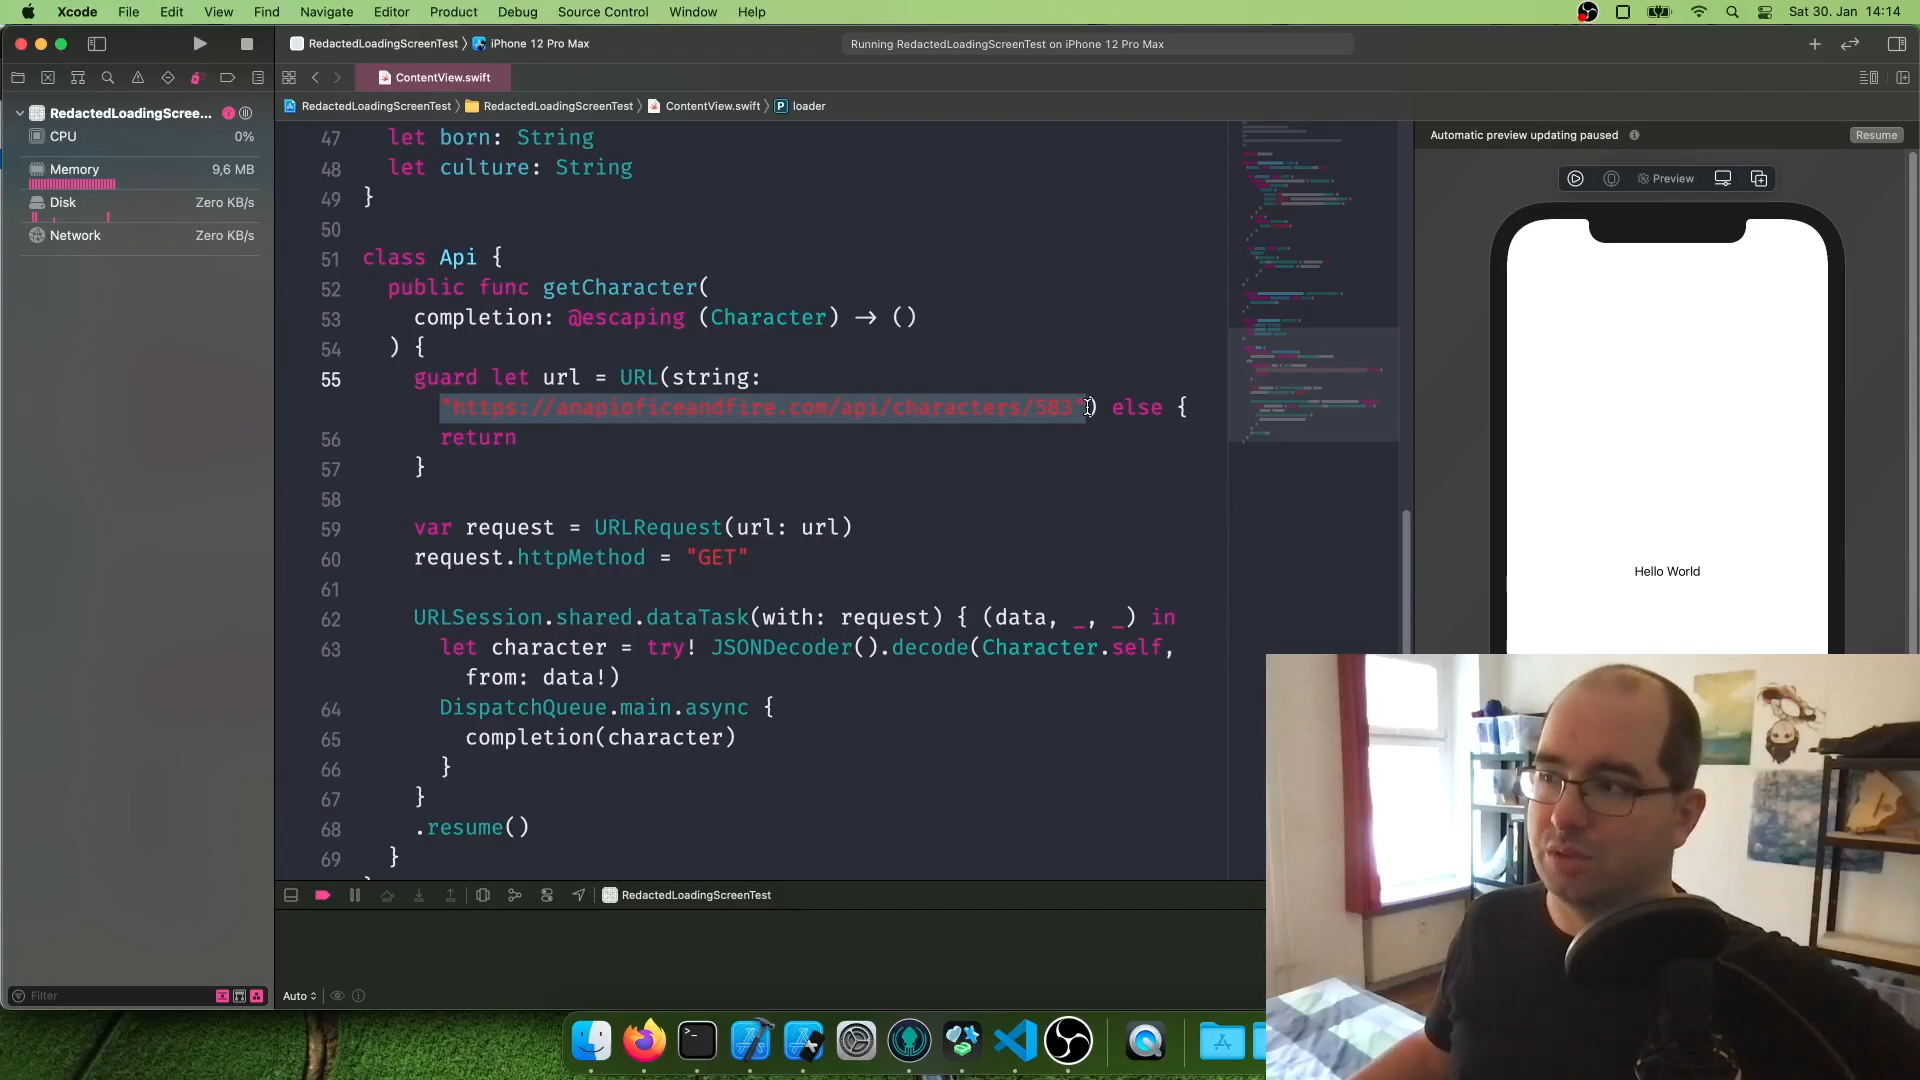 Xcode File Edit View Find Navigate Editor Product Debug Source Control Window Help Sat 30. Jan 14:14
RedactedLoadingScreenTest iPhone 12 Pro Max Running RedactedLoadingScreenTest on iPhone 12 Pro Max
ContentView.swift
RedactedLoadingScreenTest RedactedLoadingScreenTest ContentView.swift P loader
RedactedLoadingScree...
CPU 0%
Memory 9,6 MB
Disk Zero KB/s
Network Zero KB/s
Filter
47 let born: String
48 let culture: String
49 }
50
51 class Api {
52 public func getCharacter(
53 completion: @escaping (Character) -> ()
54 ) {
55 guard let url = URL(string:
"https://anapioficeandfire.com/api/characters/583") else {
56 return
57 }
58
59 var request = URLRequest(url: url)
60 request.httpMethod = "GET"
61
62 URLSession.shared.dataTask(with: request) { (data, _, _) in
63 let character = try! JSONDecoder().decode(Character.self,
from: data!)
64 DispatchQueue.main.async {
65 completion(character)
66 }
67 }
68 .resume()
69 }
RedactedLoadingScreenTest
Auto
Automatic preview updating paused Resume
Preview
Hello World